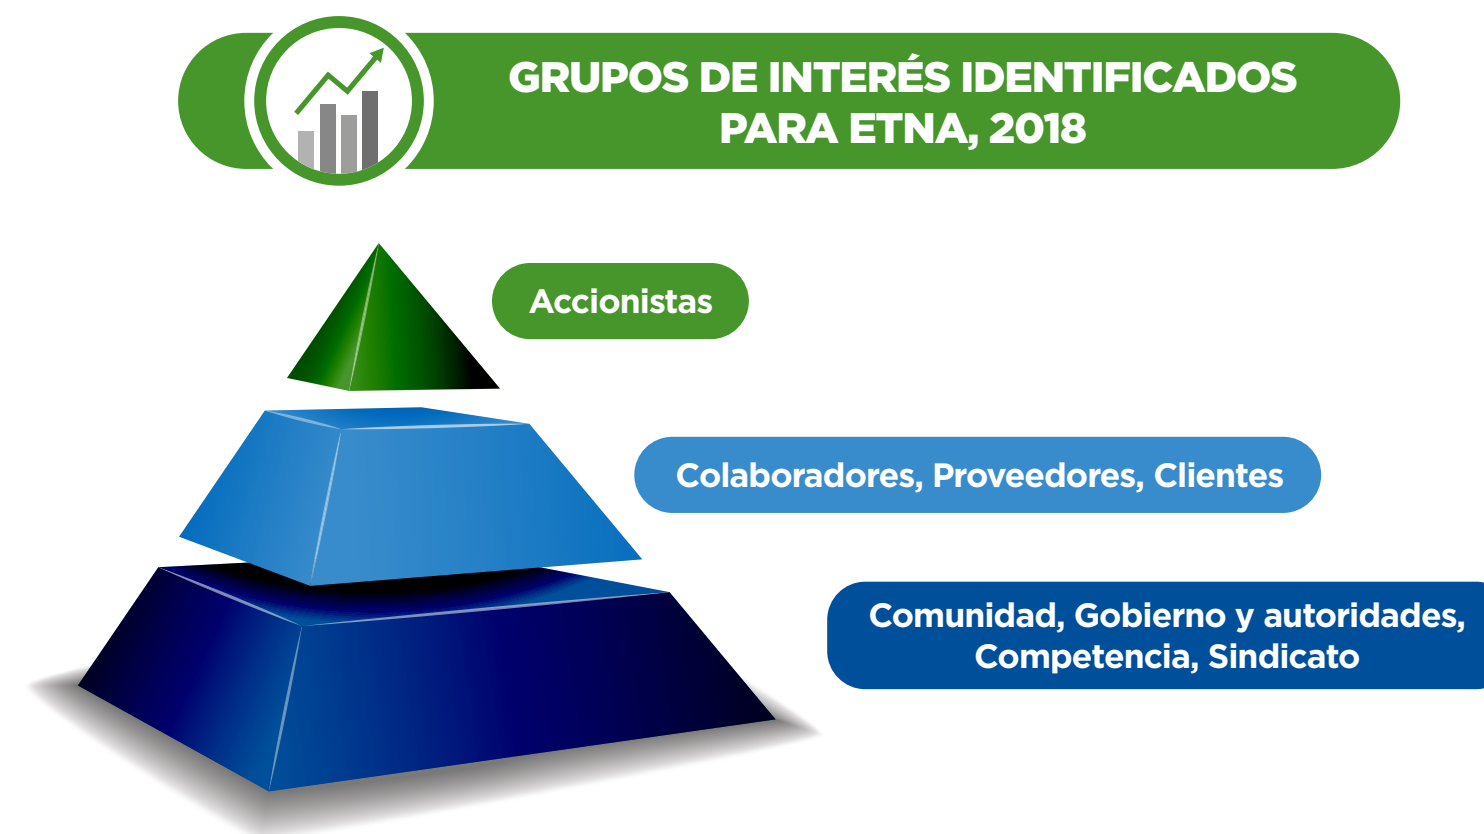 GRUPOS DE INTERÉS IDENTIFICADOS
PARA ETNA, 2018
Accionistas
Colaboradores, Proveedores, Clientes
Comunidad, Gobierno y autoridades,
Competencia, Sindicato